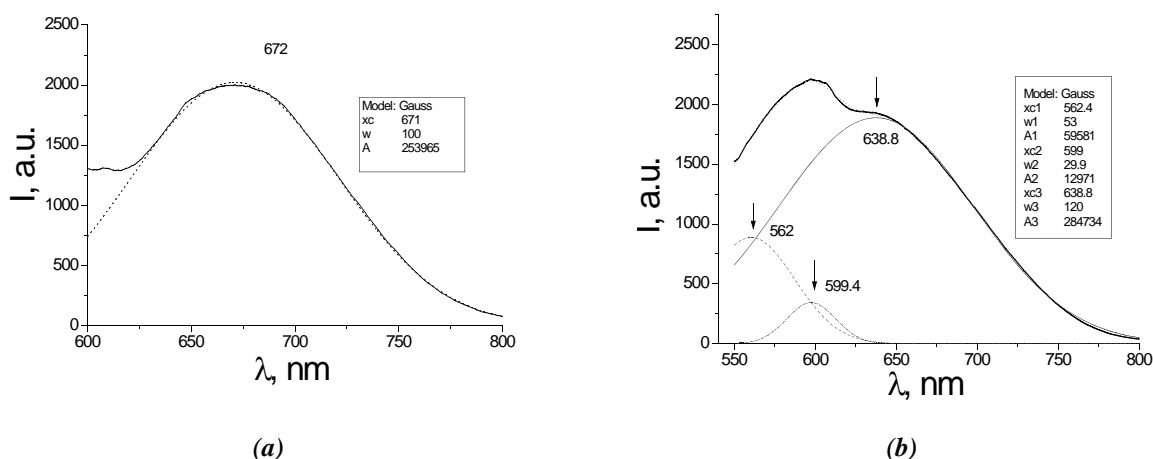 2500
2000
1500
1000
500
0
I, a.u.
600 650 700 750 800
λ, nm
672
Model: Gauss
xc 671
w 100
A 253965
(a)
2500
2000
1500
1000
500
0
I, a.u.
550 600 650 700 750 800
λ, nm
638.8
562
599.4
Model: Gauss
xc1 562.4
w1 53
A1 59581
xc2 599
w2 29.9
A2 12971
xc3 638.8
w3 120
A3 284734
(b)